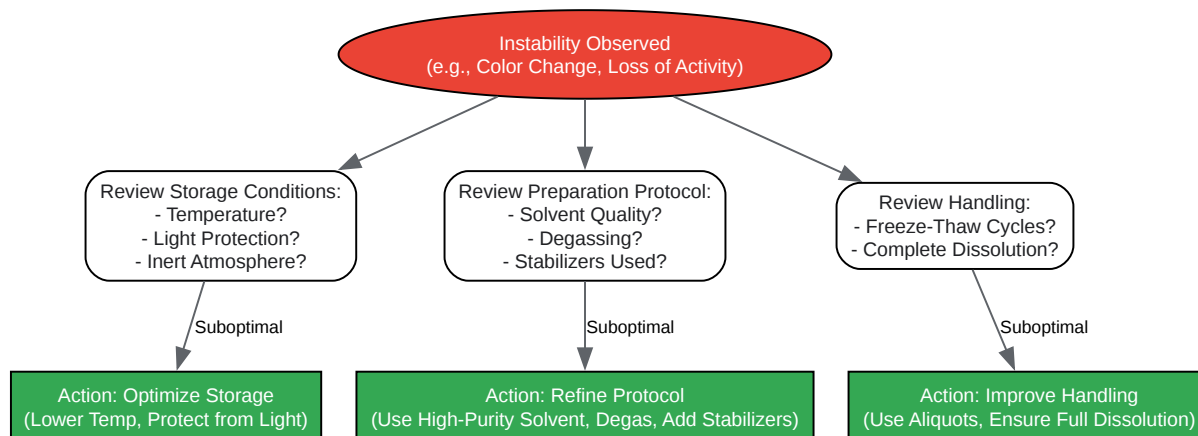 Instability Observed
(e.g., Color Change, Loss of Activity)
Review Storage Conditions:
- Temperature?
- Light Protection?
- Inert Atmosphere?
Review Preparation Protocol:
- Solvent Quality?
- Degassing?
- Stabilizers Used?
Review Handling:
- Freeze-Thaw Cycles?
- Complete Dissolution?
Suboptimal
Suboptimal
Suboptimal
Action: Optimize Storage
(Lower Temp, Protect from Light)
Action: Refine Protocol
(Use High-Purity Solvent, Degas, Add Stabilizers)
Action: Improve Handling
(Use Aliquots, Ensure Full Dissolution)